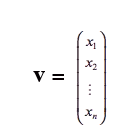 v = ( x₁
x₂
⋮
xₙ )